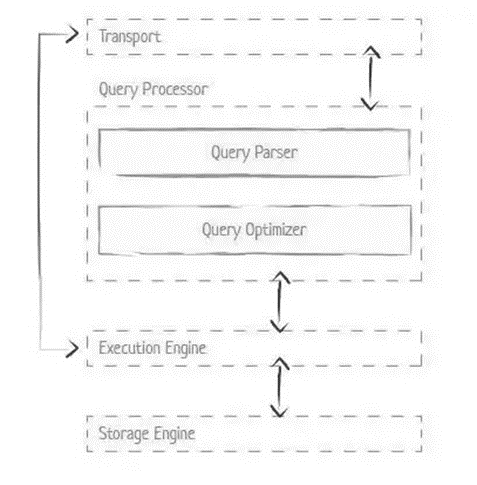 Transport
Query Processor
Query Parser
Query Optimizer
Execution Engine
Storage Engine